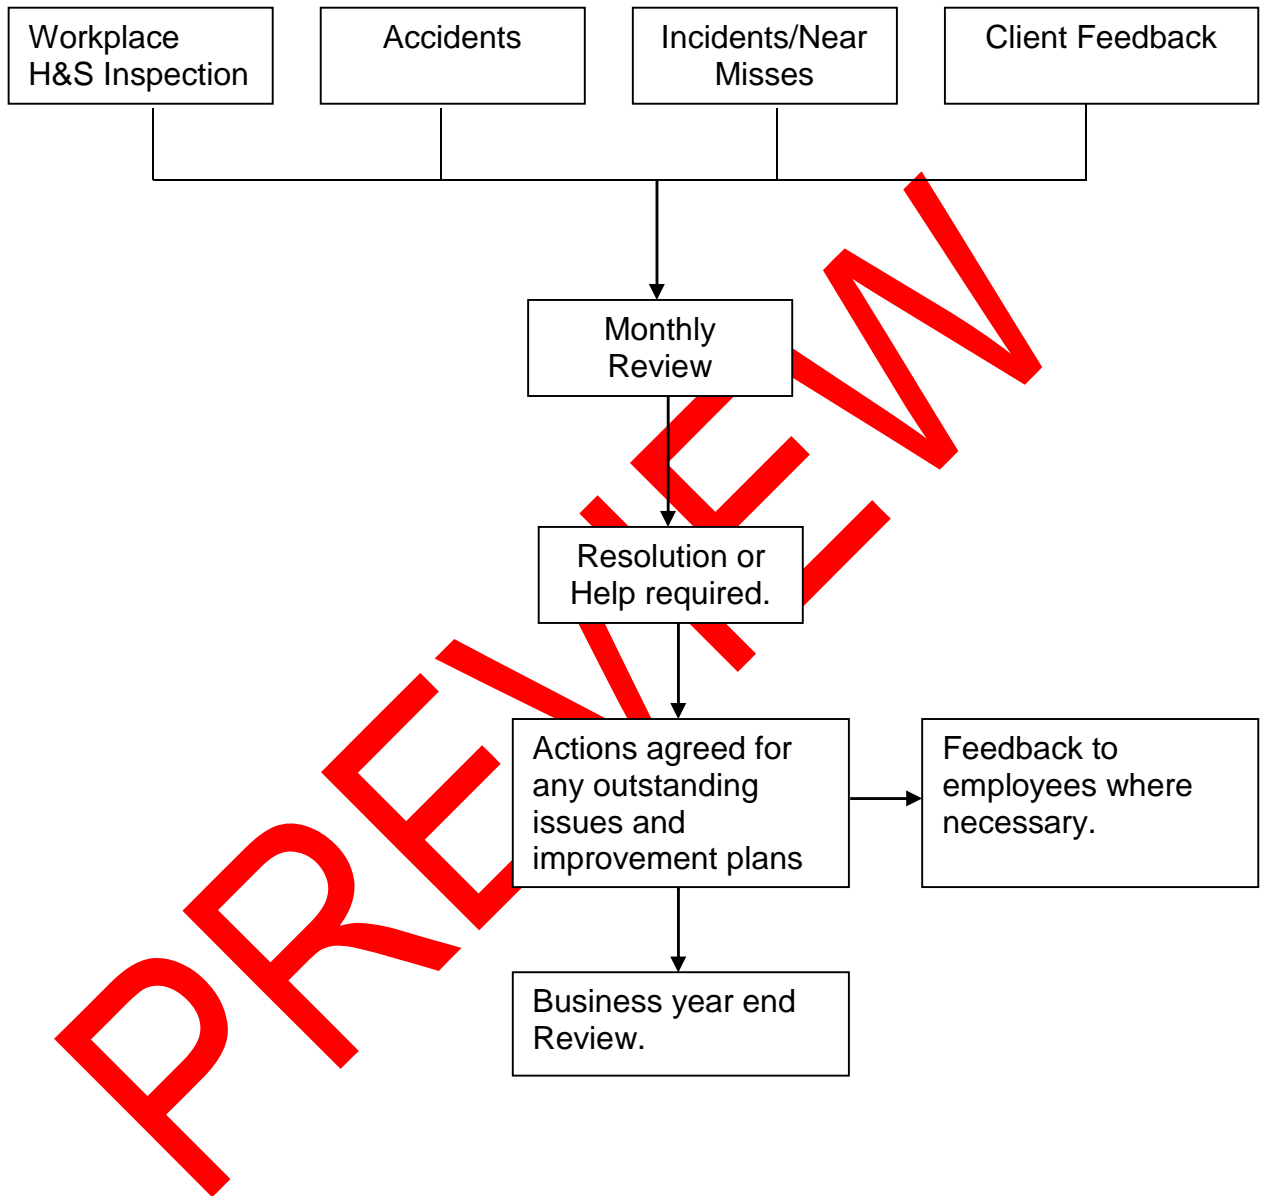 Workplace
H&S Inspection
Accidents
Incidents/Near
Misses
Client Feedback
Monthly
Review
Resolution or
Help required.
Actions agreed for
any outstanding
issues and
improvement plans
Feedback to
employees where
necessary.
Business year end
Review.
PREVIEW